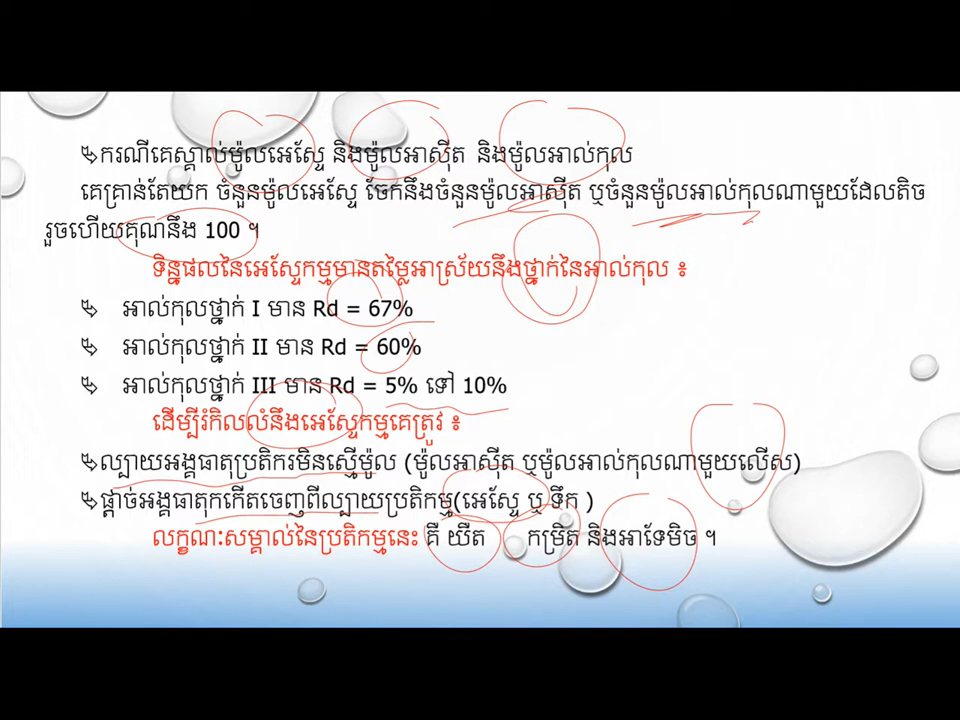 ករណីគេស្គាល់ម៉ូលអេស្ទែ និងម៉ូលអាស៊ីត និងម៉ូលអាល់កុល
គេគ្រាន់តែយក ចំនួនម៉ូលអេស្ទែ ចែកនឹងចំនួនម៉ូលអាស៊ីត ឬចំនួនម៉ូលអាល់កុលណាមួយដែលតិច
រួចហើយគុណនឹង 100 ។
ទិន្នផលនៃអេស្ទែកម្មមានតម្លៃអាស្រ័យនឹងថ្នាក់នៃអាល់កុល ៖
អាល់កុលថ្នាក់ I មាន Rd = 67%
អាល់កុលថ្នាក់ II មាន Rd = 60%
អាល់កុលថ្នាក់ III មាន Rd = 5% ទៅ 10%
ដើម្បីរំកិលលំនឹងអេស្ទែកម្មគេត្រូវ ៖
ល្បាយអង្គធាតុប្រតិករមិនស្មើម៉ូល (ម៉ូលអាស៊ីត ឬម៉ូលអាល់កុលណាមួយលើស)
ផ្ដាច់អង្គធាតុកកើតចេញពីល្បាយប្រតិកម្ម(អេស្ទែ ឬ ទឹក )
លក្ខណៈសម្គាល់នៃប្រតិកម្មនេះ គឺ យឺត កម្រិត និងអាទែមិច ។